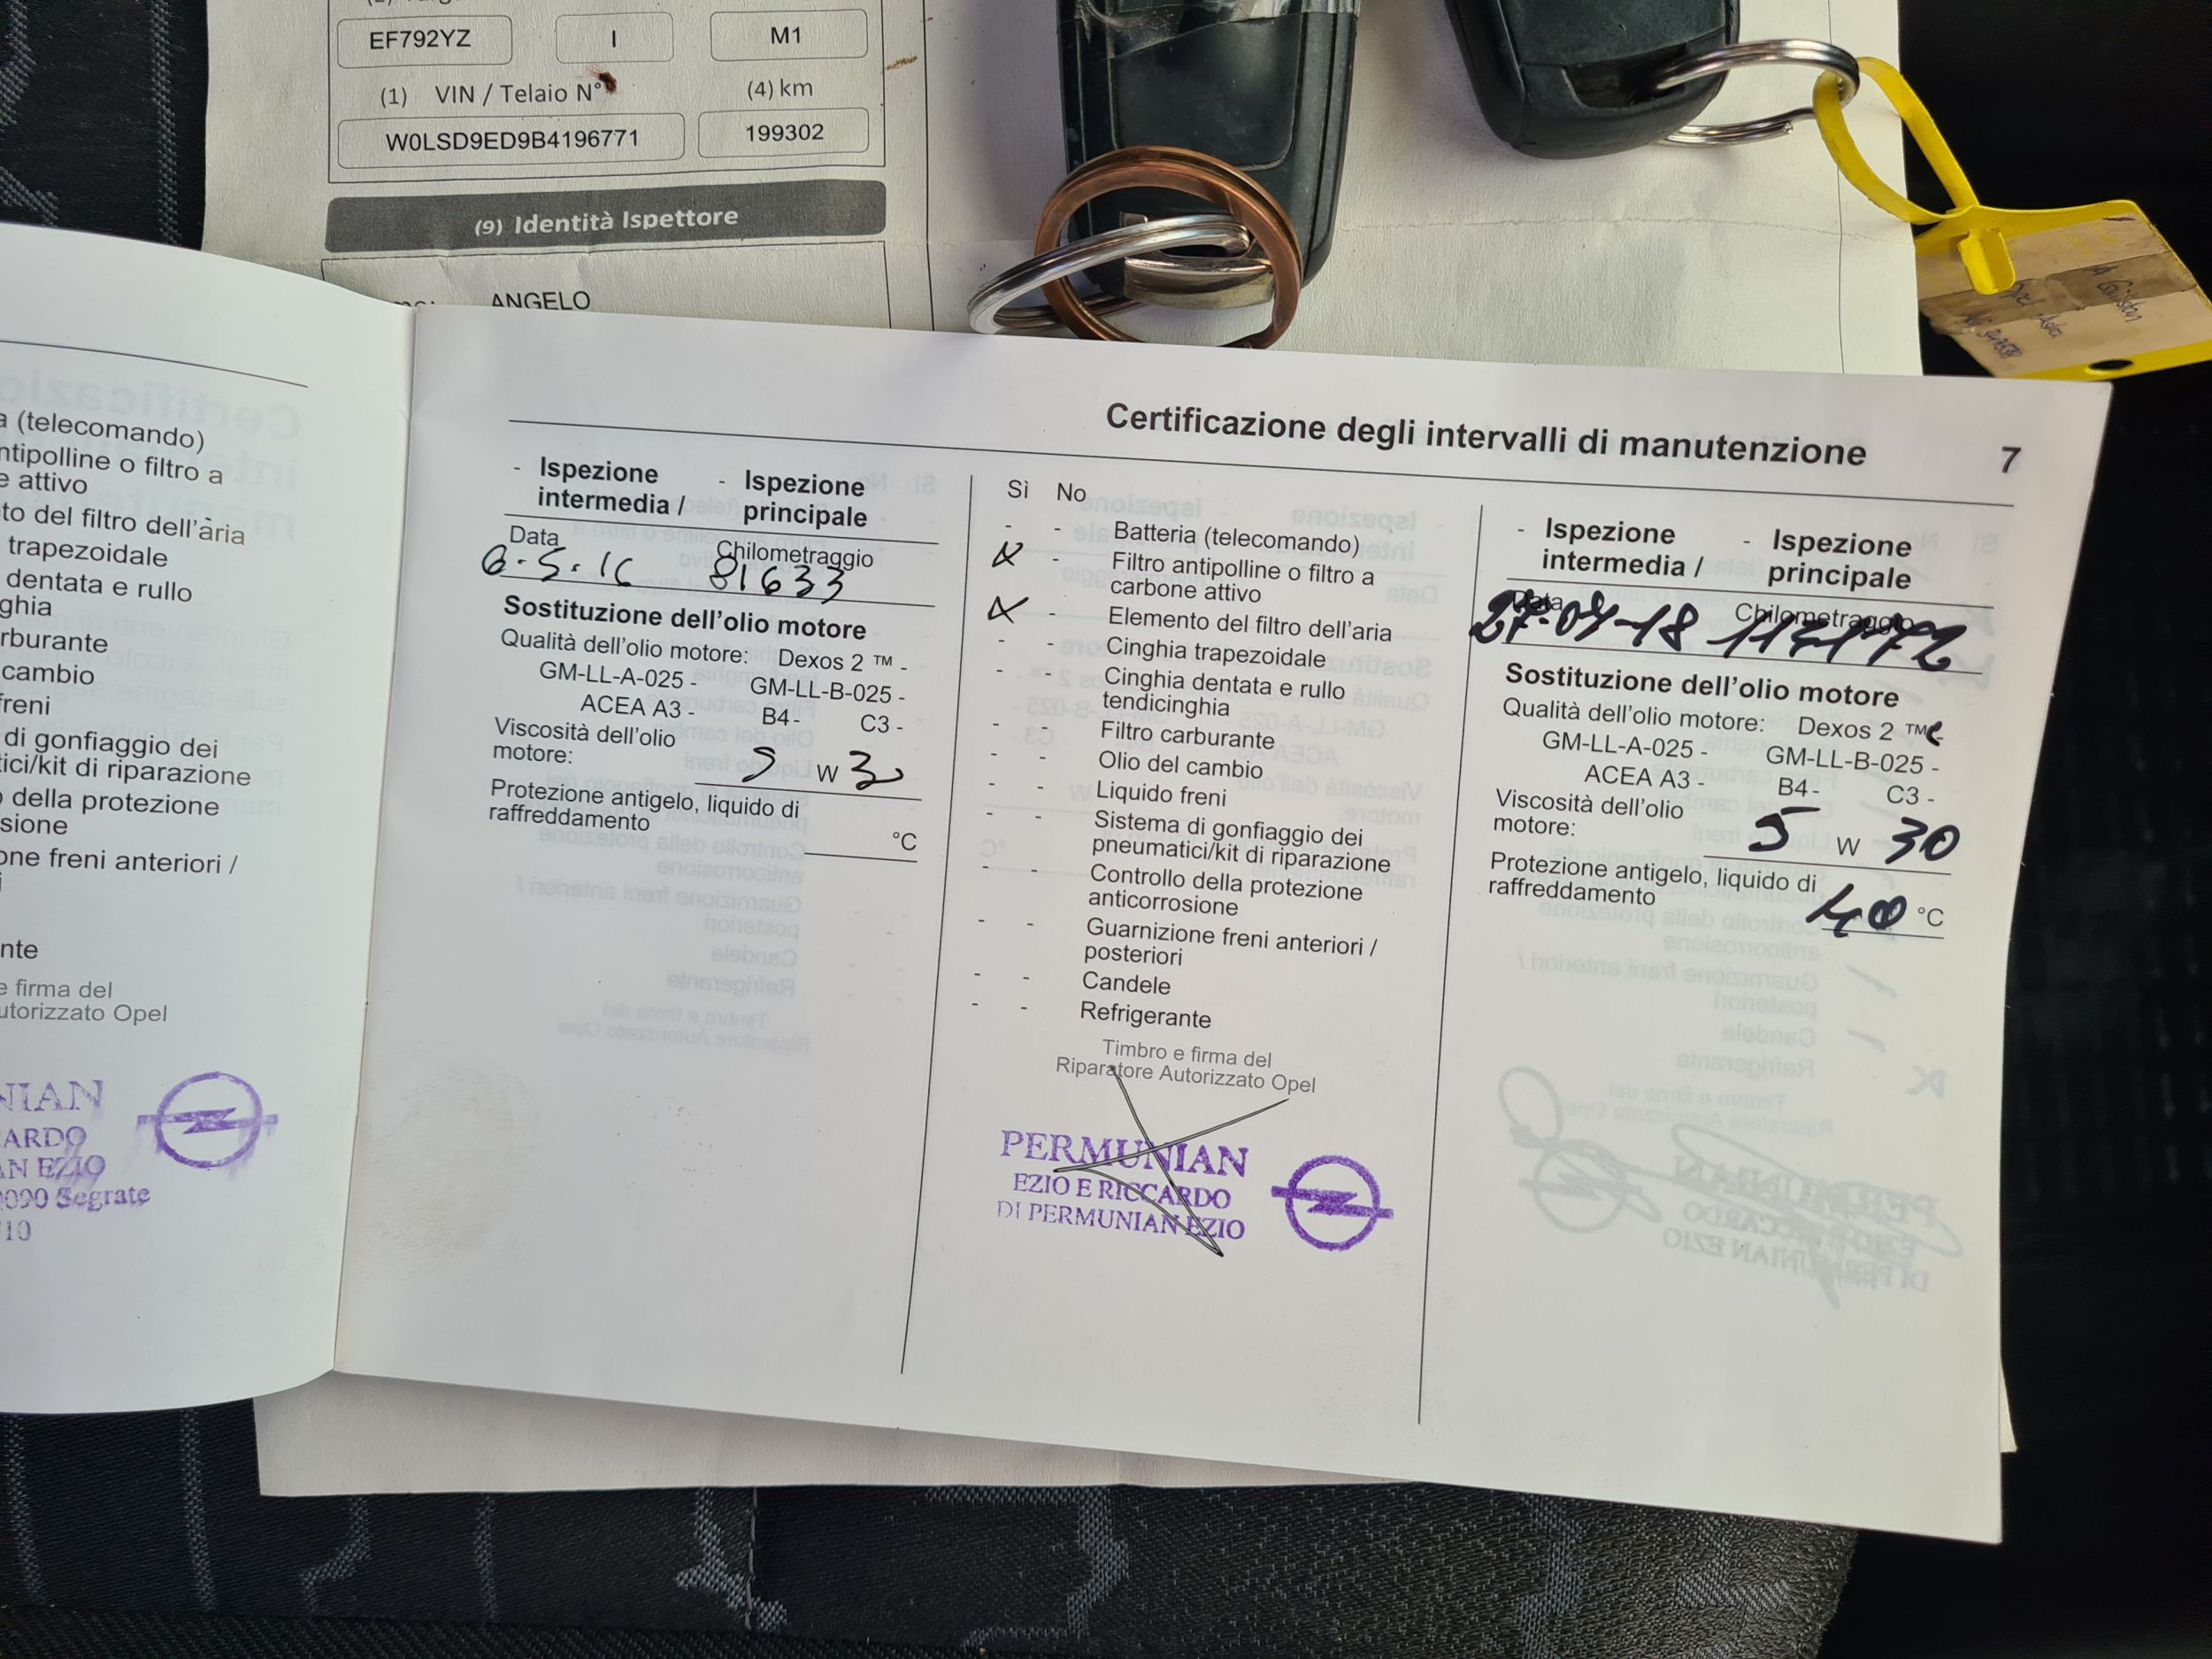 EF792YZ
I
M1
(1) VIN / Telaio N°
(4) km
W0LSD9ED9B4196771
199302
(9) Identità Ispettore
ANGELO
a (telecomando)
ntipolline o filtro a
e attivo
to del filtro dell'aria
trapezoidale
dentata e rullo
ghia
rburante
cambio
freni
di gonfiaggio dei
tici/kit di riparazione
della protezione
sione
one freni anteriori /
nte
e firma del
utorizzato Opel
NIAN
ARDO
AN EZIO
0090 Segrate
10
Certificazione degli intervalli di manutenzione 7
- Ispezione intermedia /
- Ispezione principale
Data
Chilometraggio
6.5.16
81633
Sostituzione dell'olio motore
Qualità dell'olio motore: Dexos 2 ™ -
GM-LL-A-025 - GM-LL-B-025 -
ACEA A3 - B4 - C3 -
Viscosità dell'olio
motore: 5 W 30
Protezione antigelo, liquido di
raffreddamento °C
Sì No
- - Batteria (telecomando)
X - Filtro antipolline o filtro a
carbone attivo
X - Elemento del filtro dell'aria
- - Cinghia trapezoidale
- - Cinghia dentata e rullo
tendicinghia
- - Filtro carburante
- - Olio del cambio
- - Liquido freni
- - Sistema di gonfiaggio dei
pneumatici/kit di riparazione
- - Controllo della protezione
anticorrosione
- - Guarnizione freni anteriori /
posteriori
- - Candele
- - Refrigerante
Timbro e firma del
Riparatore Autorizzato Opel
PERMUNIAN
EZIO E RICCARDO
DI PERMUNIAN EZIO
- Ispezione intermedia /
- Ispezione principale
Data
Chilometraggio
Sostituzione dell'olio motore
Qualità dell'olio motore: Dexos 2 ™
GM-LL-A-025 - GM-LL-B-025 -
ACEA A3 - B4 - C3 -
Viscosità dell'olio
motore: 5 W 30
Protezione antigelo, liquido di
raffreddamento °C